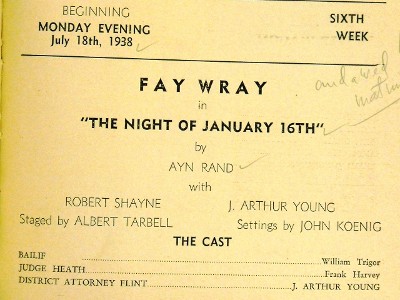 BEGINNING
MONDAY EVENING
July 18th, 1938
SIXTH
WEEK
and a wed
FAY WRAY
in
"THE NIGHT OF JANUARY 16TH"
by
AYN RAND
with
ROBERT SHAYNE J. ARTHUR YOUNG
Staged by ALBERT TARBELL Settings by JOHN KOENIG
THE CAST
BAILIF William Trigor
JUDGE HEATH Frank Harvey
DISTRICT ATTORNEY FLINT J. ARTHUR YOUNG